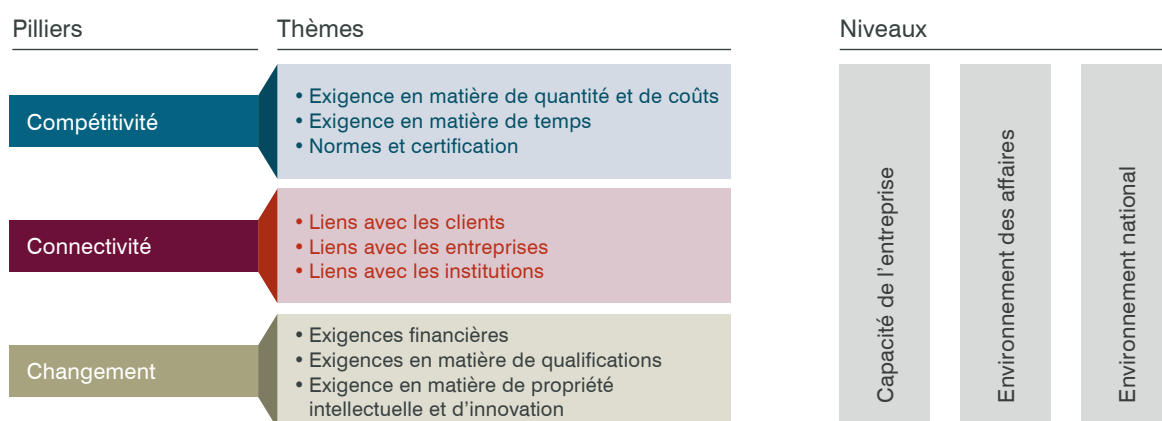 Pilliers
Thèmes
Niveaux
Compétitivité
• Exigence en matière de quantité et de coûts
• Exigence en matière de temps
• Normes et certification
Connectivité
• Liens avec les clients
• Liens avec les entreprises
• Liens avec les institutions
Changement
• Exigences financières
• Exigences en matière de qualifications
• Exigence en matière de propriété
intellectuelle et d’innovation
Capacité de l’entreprise
Environnement des affaires
Environnement national